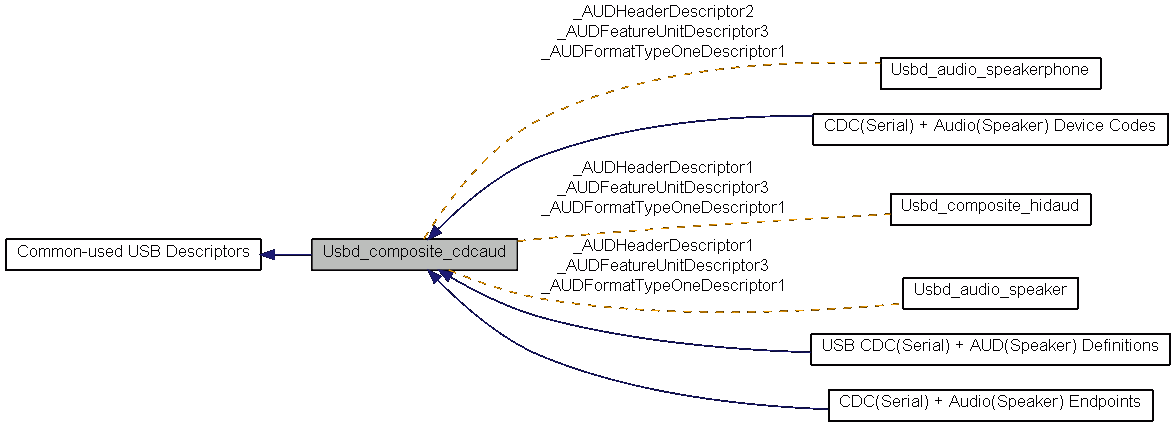 _AUDHeaderDescriptor2
_AUDFeatureUnitDescriptor3
_AUDFormatTypeOneDescriptor1
Usbd_audio_speakerphone
CDC(Serial) + Audio(Speaker) Device Codes
_AUDHeaderDescriptor1
_AUDFeatureUnitDescriptor3
_AUDFormatTypeOneDescriptor1
Usbd_composite_hidaud
Common-used USB Descriptors
Usbd_composite_cdcaud
_AUDHeaderDescriptor1
_AUDFeatureUnitDescriptor3
_AUDFormatTypeOneDescriptor1
Usbd_audio_speaker
USB CDC(Serial) + AUD(Speaker) Definitions
CDC(Serial) + Audio(Speaker) Endpoints